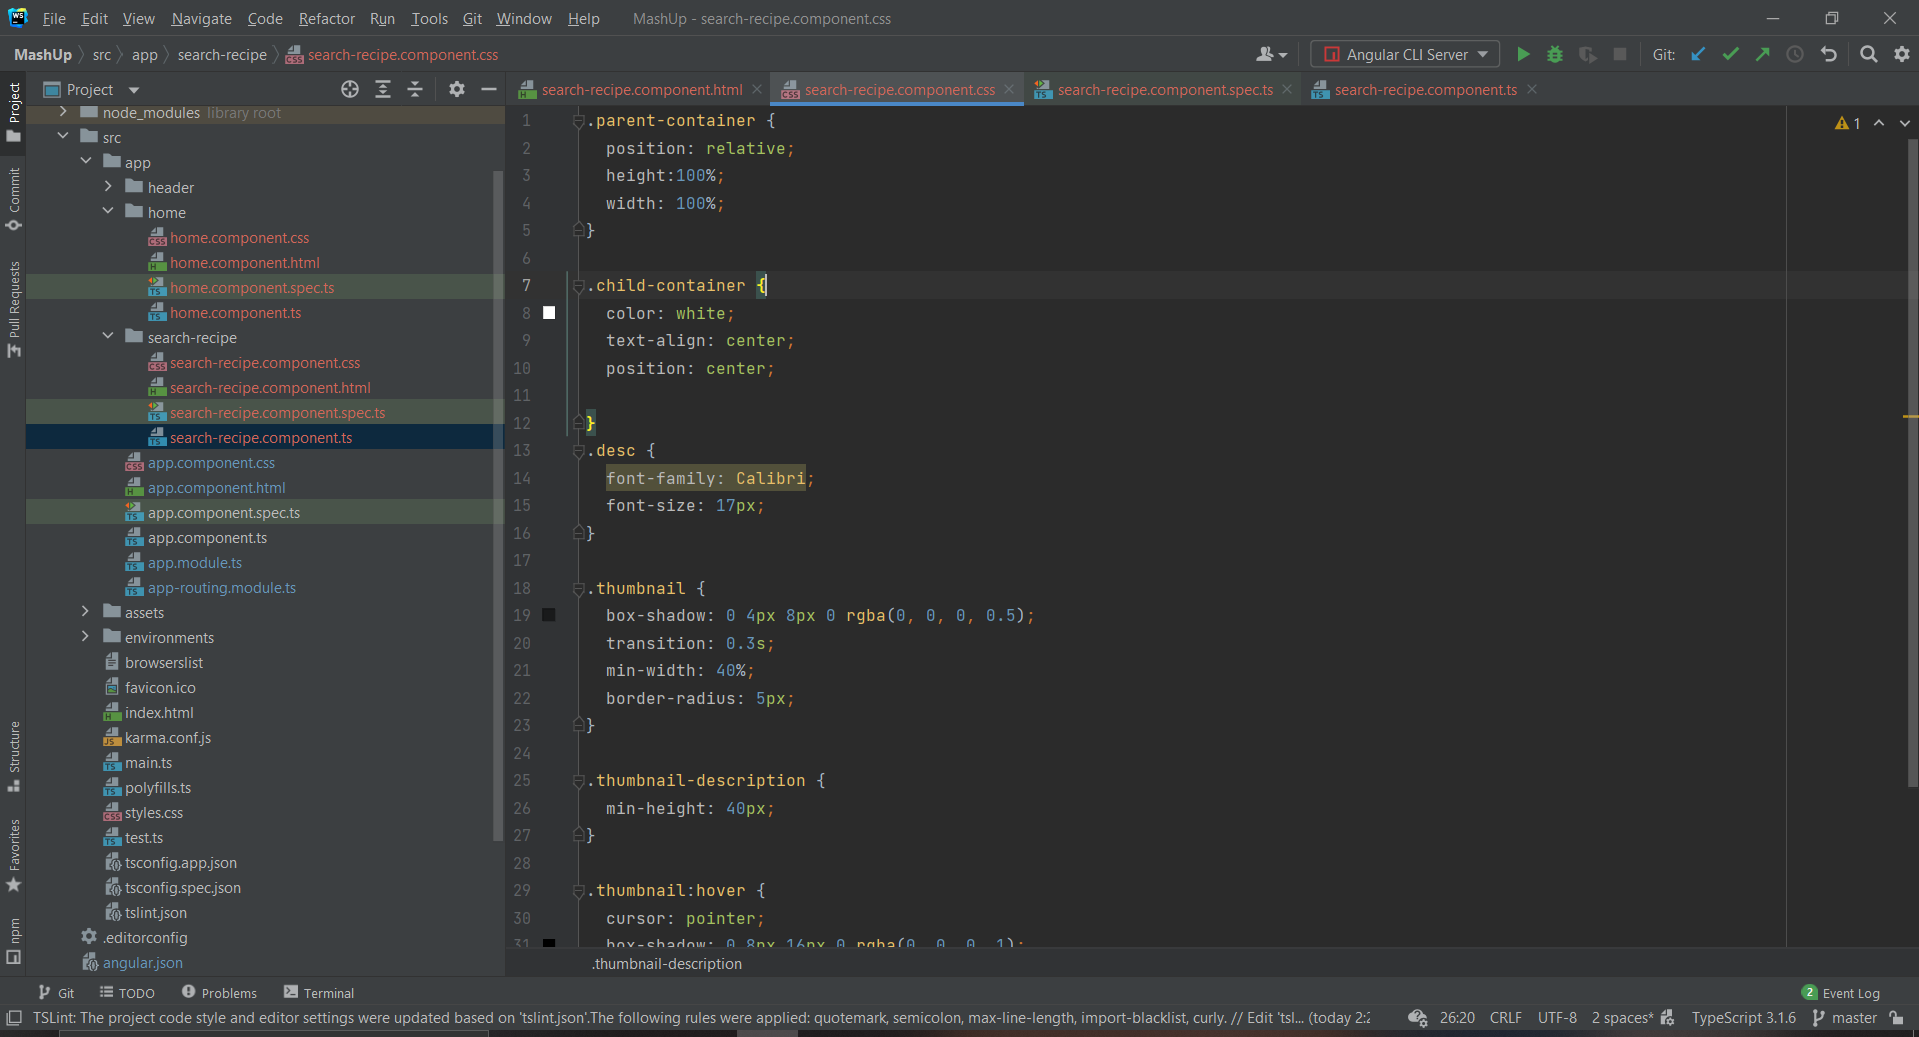 File Edit View Navigate Code Refactor Run Tools Git Window Help MashUp - search-recipe.component.css
MashUp src app search-recipe search-recipe.component.css Angular CLI Server Git:
Project
search-recipe.component.html search-recipe.component.css search-recipe.component.spec.ts search-recipe.component.ts
Project
Commit
Pull Requests
Structure
Favorites
npm
node_modules library root
src
app
header
home
home.component.css
home.component.html
home.component.spec.ts
home.component.ts
search-recipe
search-recipe.component.css
search-recipe.component.html
search-recipe.component.spec.ts
search-recipe.component.ts
app.component.css
app.component.html
app.component.spec.ts
app.component.ts
app.module.ts
app-routing.module.ts
assets
environments
browserslist
favicon.ico
index.html
karma.conf.js
main.ts
polyfills.ts
styles.css
test.ts
tsconfig.app.json
tsconfig.spec.json
tslint.json
.editorconfig
angular.json
1 .parent-container { 1
2 position: relative;
3 height:100%;
4 width: 100%;
5 }
6
7 .child-container {
8 color: white;
9 text-align: center;
10 position: center;
11
12 }
13 .desc {
14 font-family: Calibri;
15 font-size: 17px;
16 }
17
18 .thumbnail {
19 box-shadow: 0 4px 8px 0 rgba(0, 0, 0, 0.5);
20 transition: 0.3s;
21 min-width: 40%;
22 border-radius: 5px;
23 }
24
25 .thumbnail-description {
26 min-height: 40px;
27 }
28
29 .thumbnail:hover {
30 cursor: pointer;
31 box-shadow: 0 8px 16px 0 rgba(0, 0, 0, 1);
.thumbnail-description
Git TODO Problems Terminal 2 Event Log
TSLint: The project code style and editor settings were updated based on 'tslint.json'.The following rules were applied: quotemark, semicolon, max-line-length, import-blacklist, curly. // Edit 'tsl... (today 2:2 26:20 CRLF UTF-8 2 spaces* TypeScript 3.1.6 master